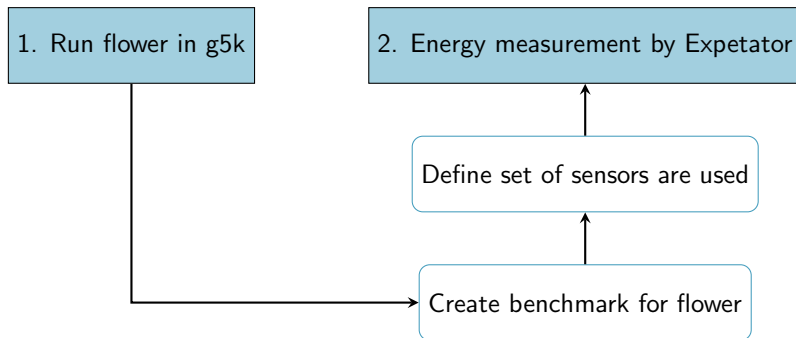 1. Run flower in g5k
2. Energy measurement by Expetator
Define set of sensors are used
Create benchmark for flower